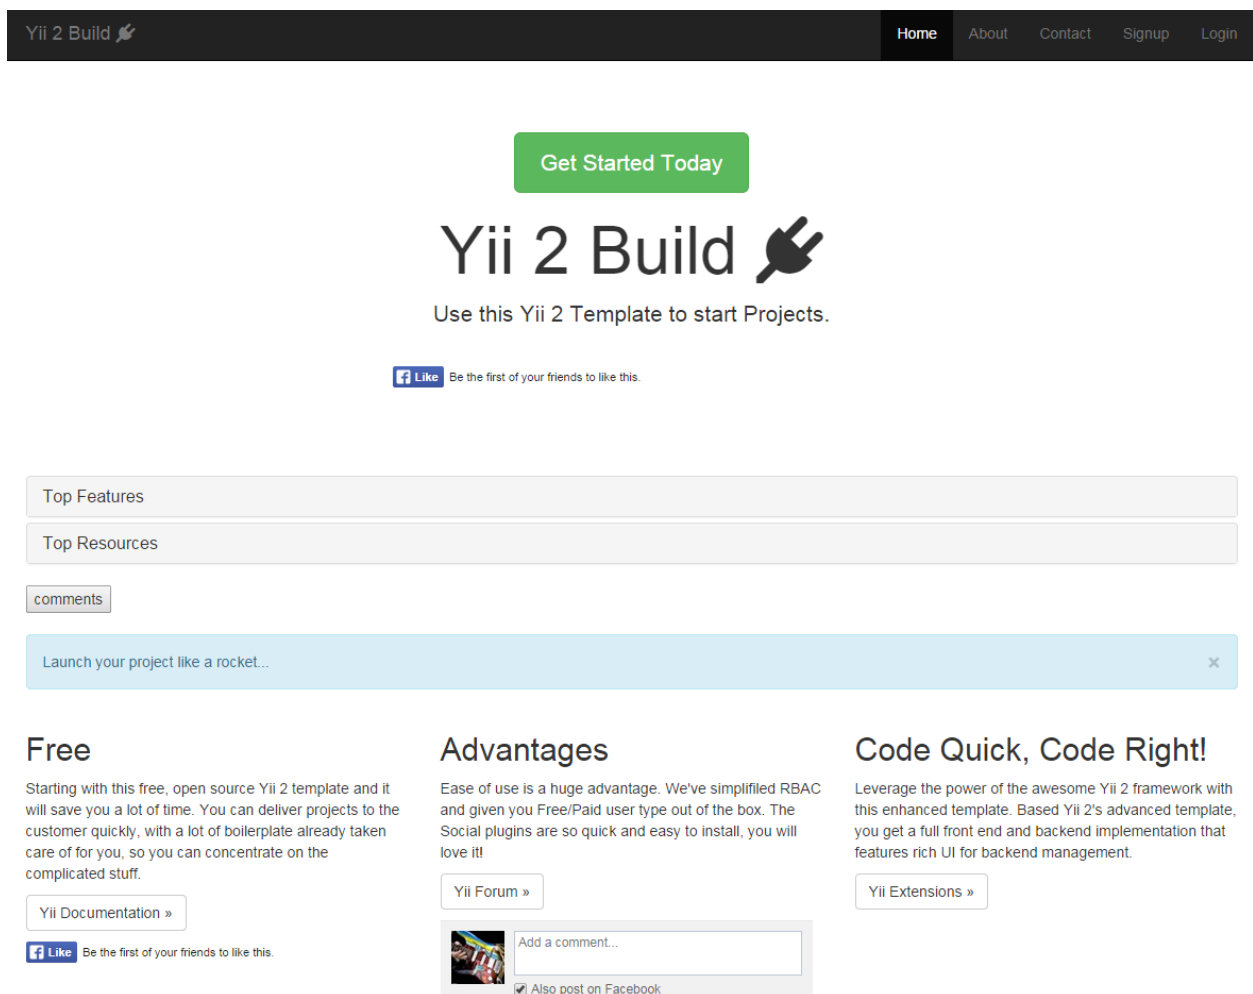 Yii 2 Build
Home About Contact Signup Login
Get Started Today
Yii 2 Build
Use this Yii 2 Template to start Projects.
Like Be the first of your friends to like this.
Top Features
Top Resources
comments
Launch your project like a rocket...
×
Free
Starting with this free, open source Yii 2 template and it
will save you a lot of time. You can deliver projects to the
customer quickly, with a lot of boilerplate already taken
care of for you, so you can concentrate on the
complicated stuff.
Yii Documentation »
Like Be the first of your friends to like this.
Advantages
Ease of use is a huge advantage. We've simplifiled RBAC
and given you Free/Paid user type out of the box. The
Social plugins are so quick and easy to install, you will
love it!
Yii Forum »
Add a comment...
Also post on Facebook
Code Quick, Code Right!
Leverage the power of the awesome Yii 2 framework with
this enhanced template. Based Yii 2's advanced template,
you get a full front end and backend implementation that
features rich UI for backend management.
Yii Extensions »